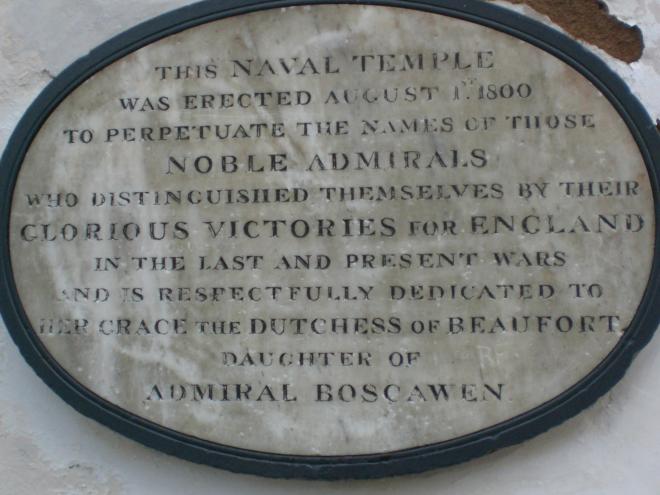 THIS NAVAL TEMPLE
WAS ERECTED AUGUST 1ST 1800
TO PERPETUATE THE NAMES OF THOSE
NOBLE ADMIRALS
WHO DISTINGUISHED THEMSELVES BY THEIR
GLORIOUS VICTORIES FOR ENGLAND
IN THE LAST AND PRESENT WARS
AND IS RESPECTFULLY DEDICATED TO
HER GRACE THE DUTCHESS OF BEAUFORT
DAUGHTER OF
ADMIRAL BOSCAWEN